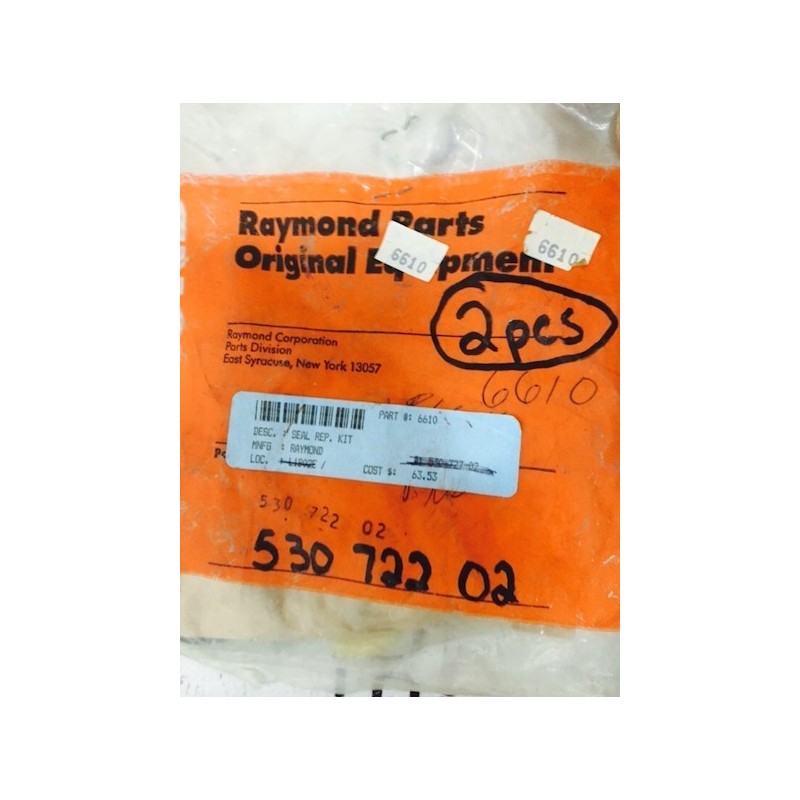 Raymond Parts
Original Equipment
6610
6610
2pcs
6610
Raymond Corporation
Parts Division
East Syracuse, New York 13057
PART #: 6610
DESC. : SEAL REP. KIT
MNFG : RAYMOND
LOC. :
COST $: 63.53
530 722 02
530 722 02